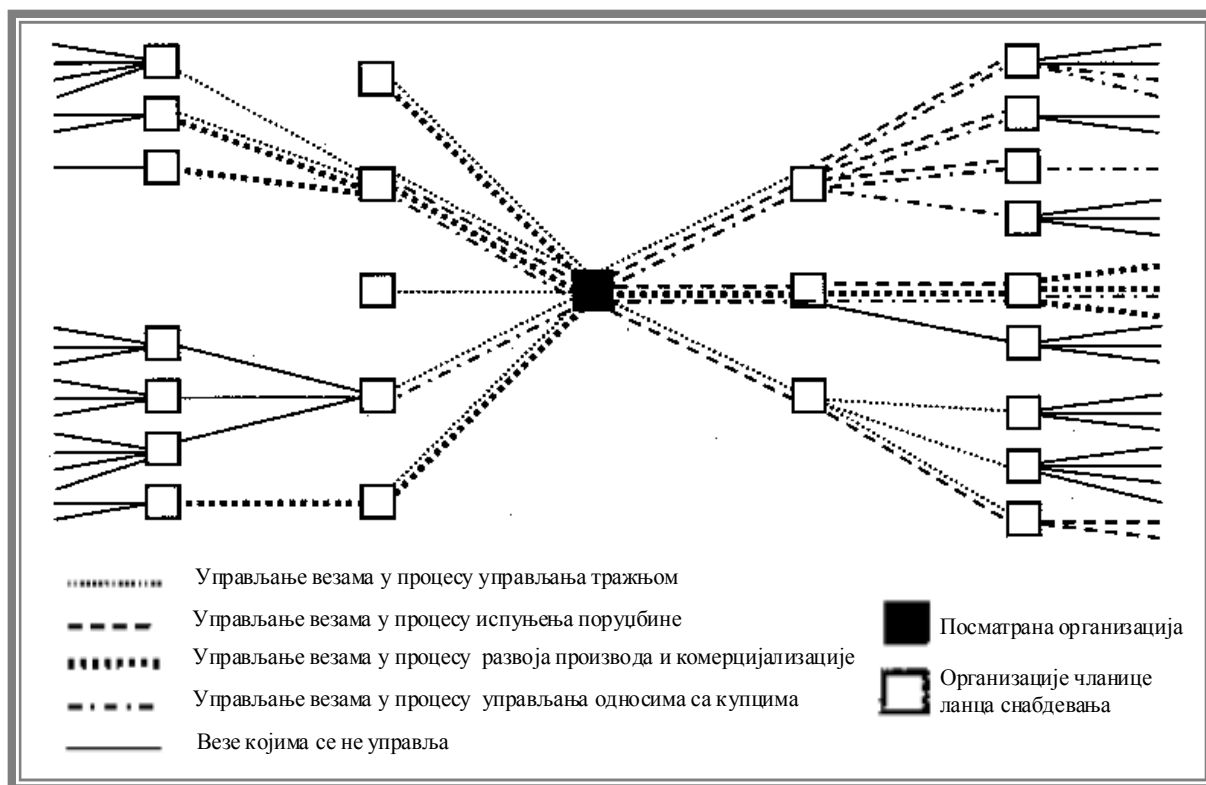 Управљање везама у процесу управљања тражњом
Управљање везама у процесу испуњења поруџбине
Управљање везама у процесу развоја производа и комерцијализације
Управљање везама у процесу управљања односима са купцима
Везе којима се не управља
Посматрана организација
Организације чланице
ланца снабдевања